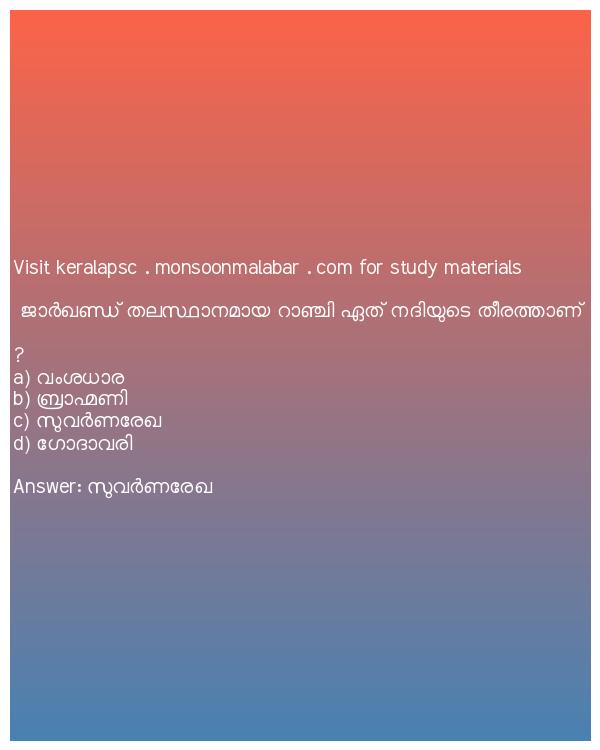 Visit keralapsc . monsoonmalabar . com for study materials
ജാർഖണ്ഡ് തലസ്ഥാനമായ റാഞ്ചി ഏത് നദിയുടെ തീരത്താണ്
?
a) വംശധാര
b) ബ്രാഹ്മണി
c) സുവർണരേഖ
d) ഗോദാവരി
Answer: സുവർണരേഖ